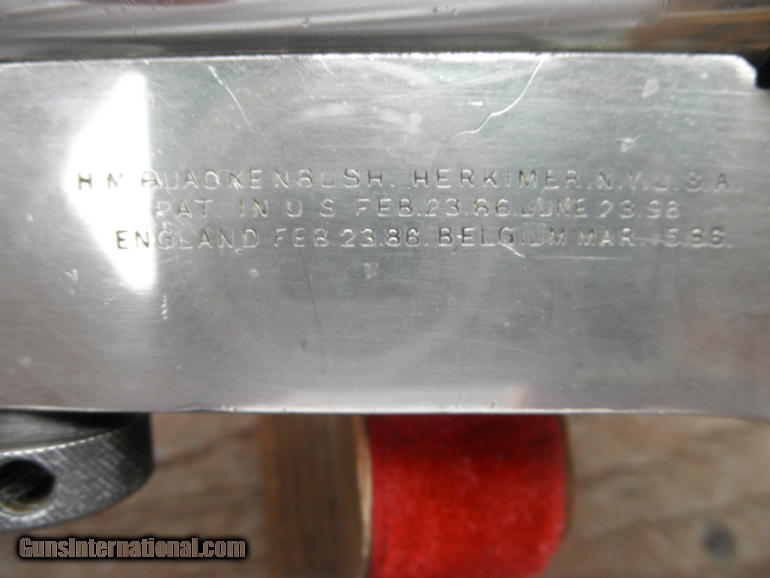 H.M.QUACKENBUSH. HERKIMER.N.Y.U.S.A.
PAT. IN U.S. FEB.23.86.JUNE 23.96
ENGLAND FEB.23.86. BELGIUM MAR. 15.86.
GunsInternational.com